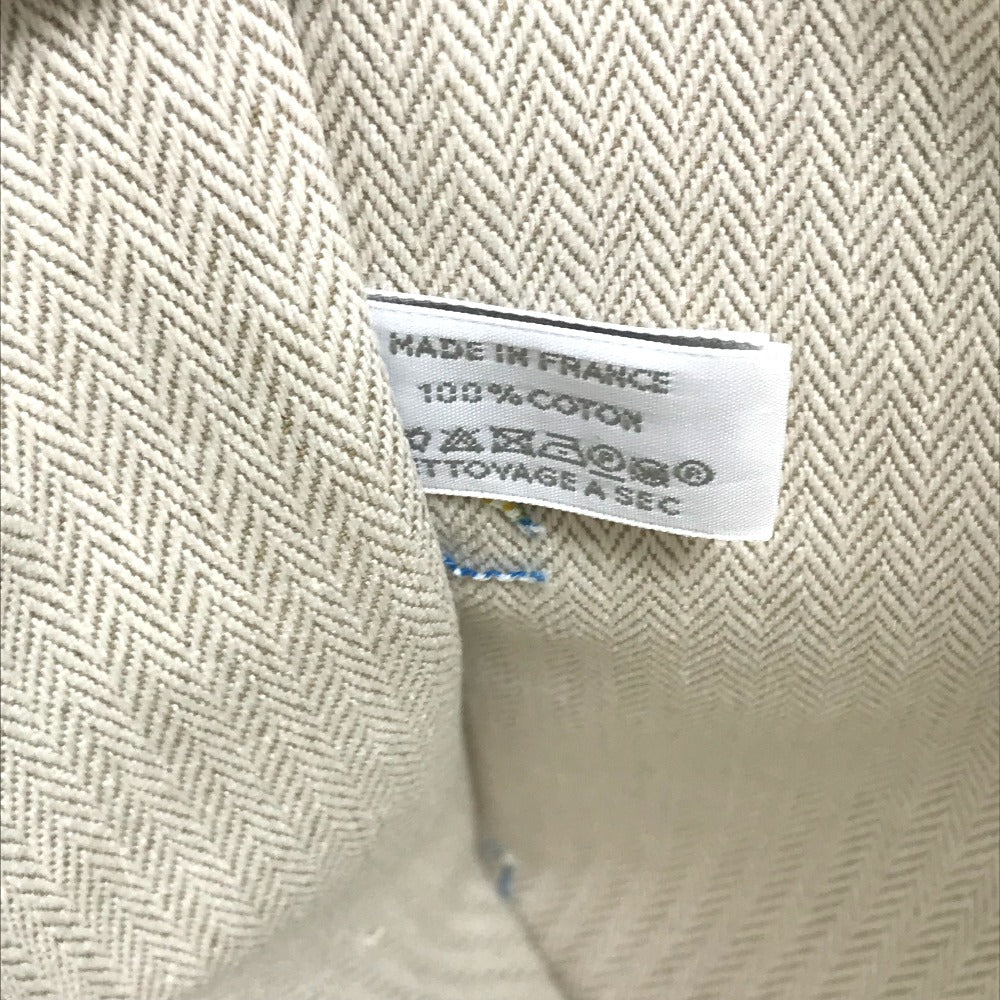 MADE IN FRANCE
100% COTON
ETTOYAGE A SEC